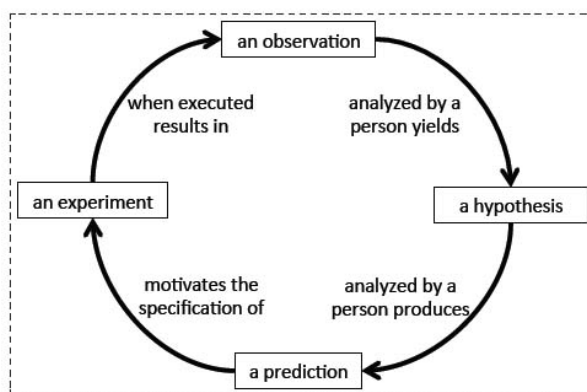 an observation
when executed
results in
analyzed by a
person yields
an experiment
a hypothesis
motivates the
specification of
analyzed by a
person produces
a prediction